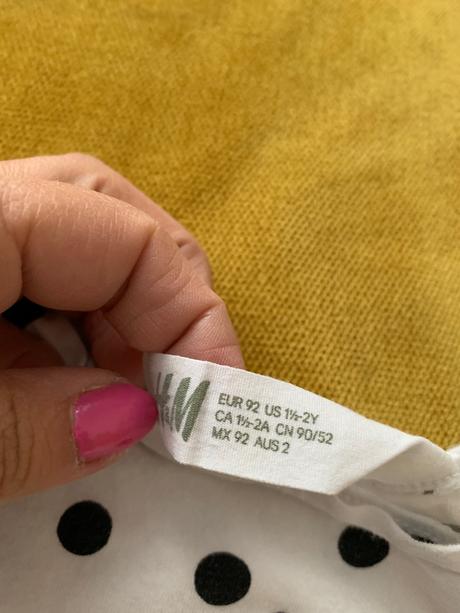 H&M
EUR 92 US 1½-2Y
CA 1½-2A CN 90/52
MX 92 AUS 2